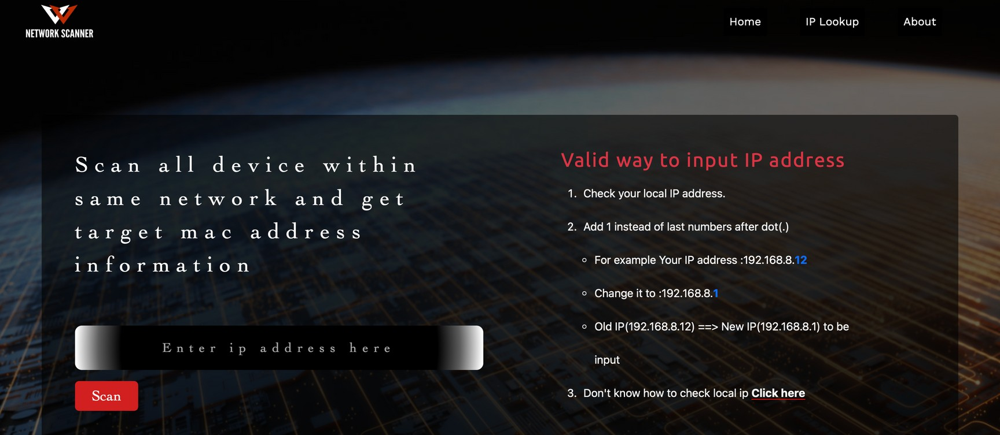 NETWORK SCANNER
Home
IP Lookup
About
Scan all device within
same network and get
target mac address
information
Enter ip address here
Scan
Valid way to input IP address
1. Check your local IP address.
2. Add 1 instead of last numbers after dot(.)
For example Your IP address :192.168.8.12
Change it to :192.168.8.1
Old IP(192.168.8.12) ==> New IP(192.168.8.1) to be
input
3. Don't know how to check local ip Click here